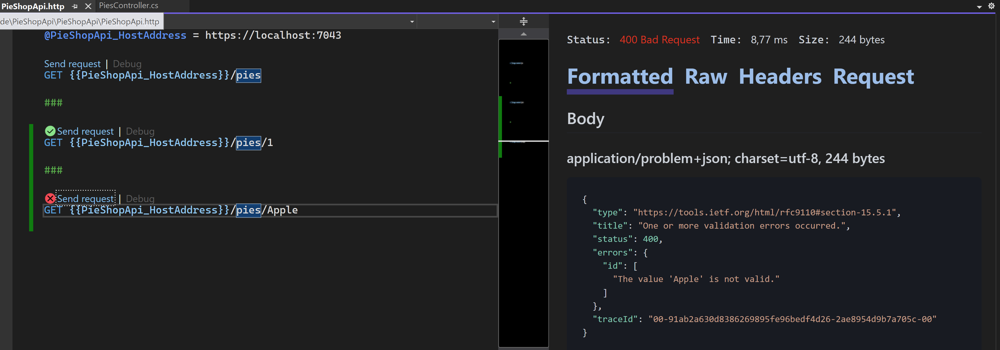 PieShopApi.http
PiesController.cs
de\PieShopApi\PieShopApi\PieShopApi.http
@PieShopApi_HostAddress = https://localhost:7043
Send request | Debug
GET {{PieShopApi_HostAddress}}/pies
###
Send request | Debug
GET {{PieShopApi_HostAddress}}/pies/1
###
Send request | Debug
GET {{PieShopApi_HostAddress}}/pies/Apple
Status: 400 Bad Request Time: 8,77 ms Size: 244 bytes
Formatted Raw Headers Request
Body
application/problem+json; charset=utf-8, 244 bytes
{
"type": "https://tools.ietf.org/html/rfc9110#section-15.5.1",
"title": "One or more validation errors occurred.",
"status": 400,
"errors": {
"id": [
"The value 'Apple' is not valid."
]
},
"traceId": "00-91ab2a630d8386269895fe96bedf4d26-2ae8954d9b7a705c-00"
}